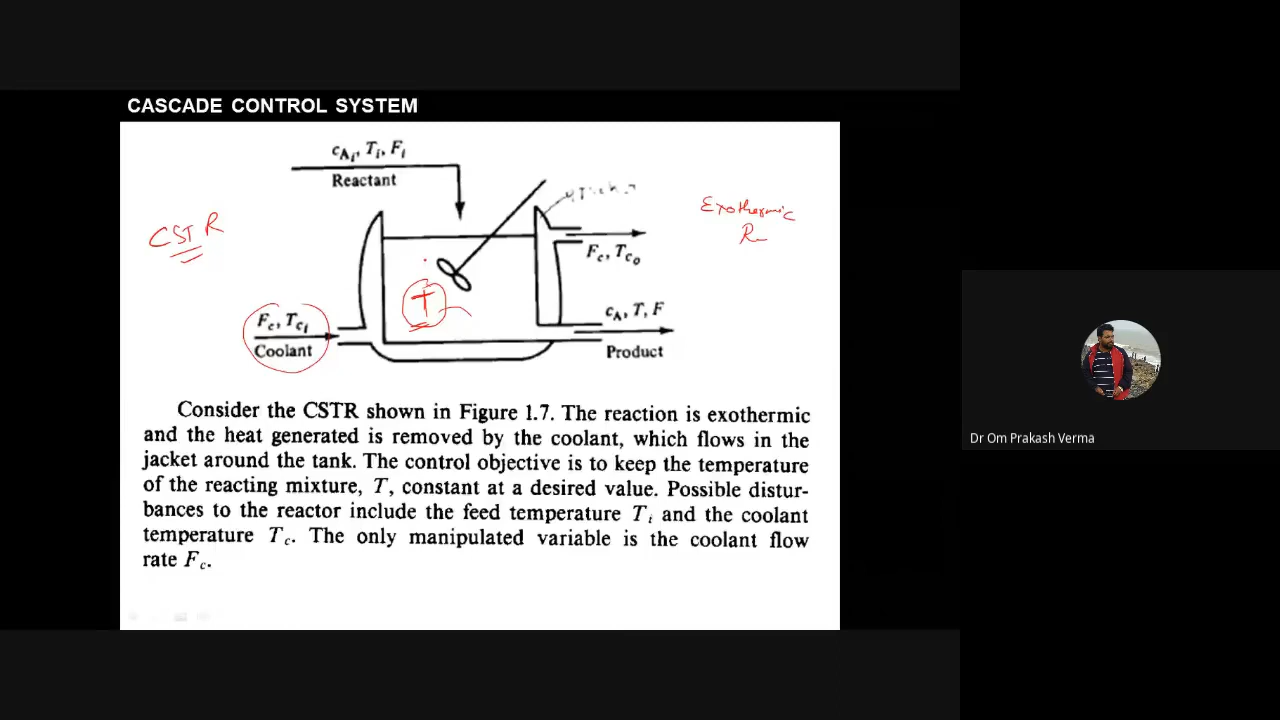 CASCADE CONTROL SYSTEM
cAi, Ti, Fi
Reactant
Exothermic
CSTR
Fc, Tco
T
Fc, Tci
Coolant
cA, T, F
Product
Consider the CSTR shown in Figure 1.7. The reaction is exothermic
and the heat generated is removed by the coolant, which flows in the
jacket around the tank. The control objective is to keep the temperature
of the reacting mixture, T, constant at a desired value. Possible distur-
bances to the reactor include the feed temperature Ti and the coolant
temperature Tc. The only manipulated variable is the coolant flow
rate Fc.
Dr Om Prakash Verma